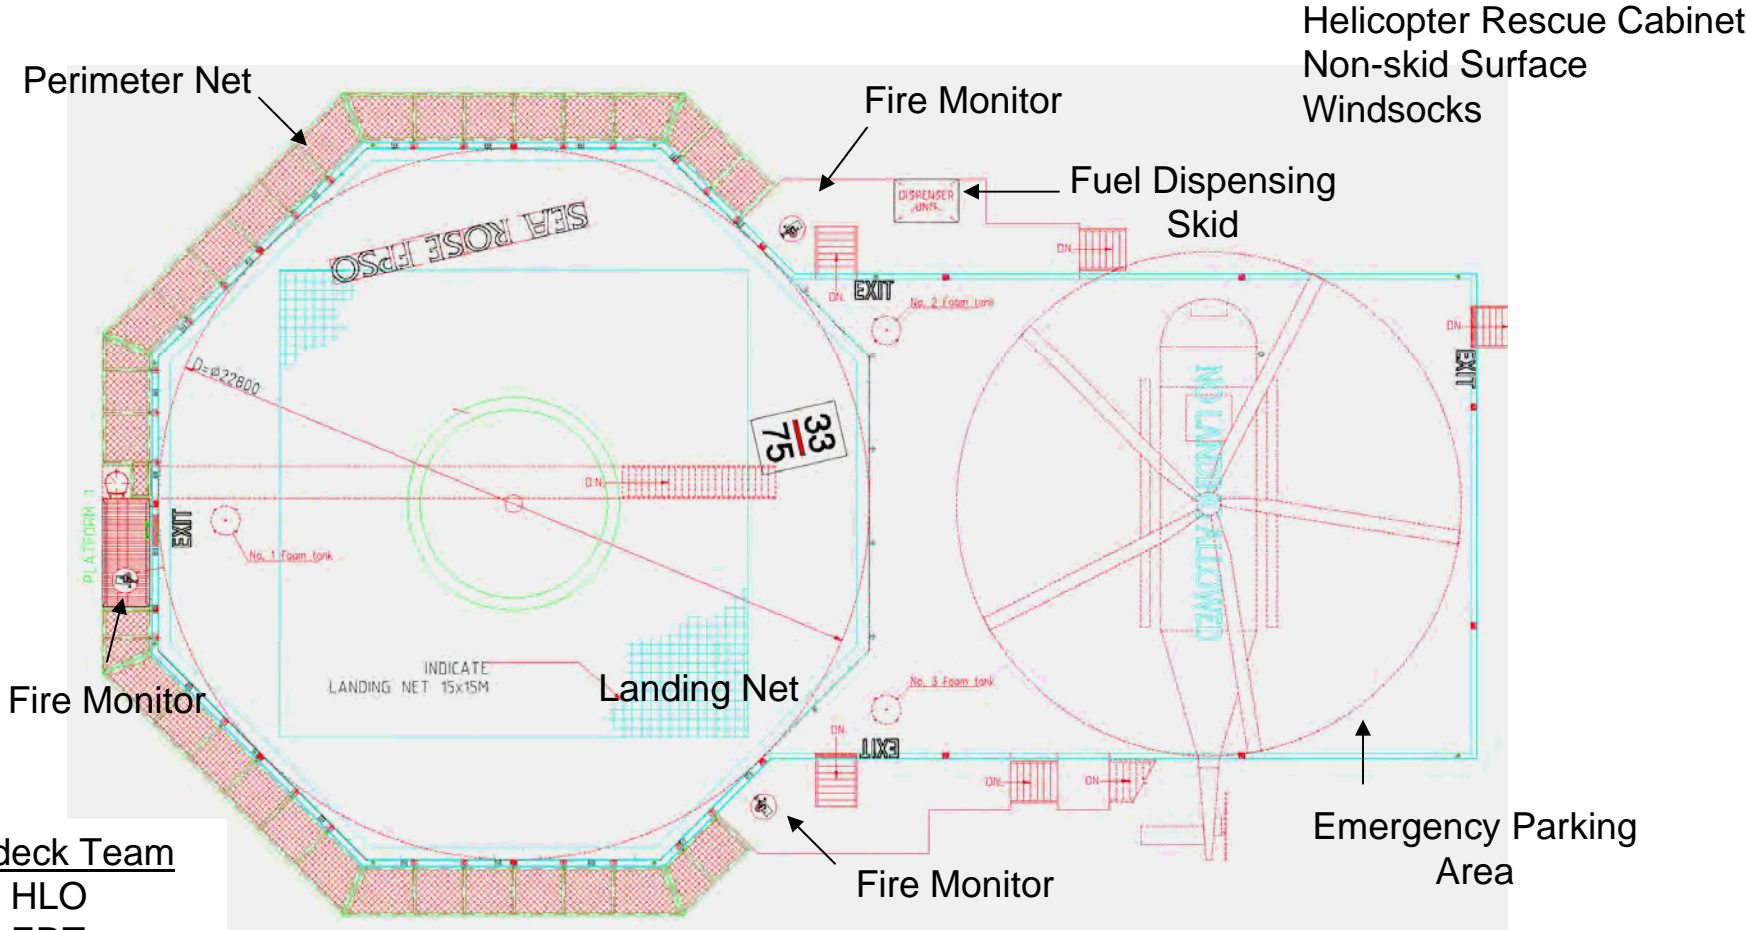 Helicopter Rescue Cabinet
Non-skid Surface
Windsocks
Perimeter Net
Fire Monitor
Fuel Dispensing
Skid
DISPENSER
UNIT
SEA ROSE FPSO
DN.
DN.
EXIT
No. 2 Foam tank
DN.
EXIT
D=ø22800
33
75
NO LANDING ALLOWED
DN.
PLATFORM 1
EXIT
No. 1 Foam tank
INDICATE
LANDING NET 15x15M
Landing Net
No. 3 Foam tank
Fire Monitor
DN.
EXIT
DN.
DN
Emergency Parking
Area
Fire Monitor
deck Team
HLO